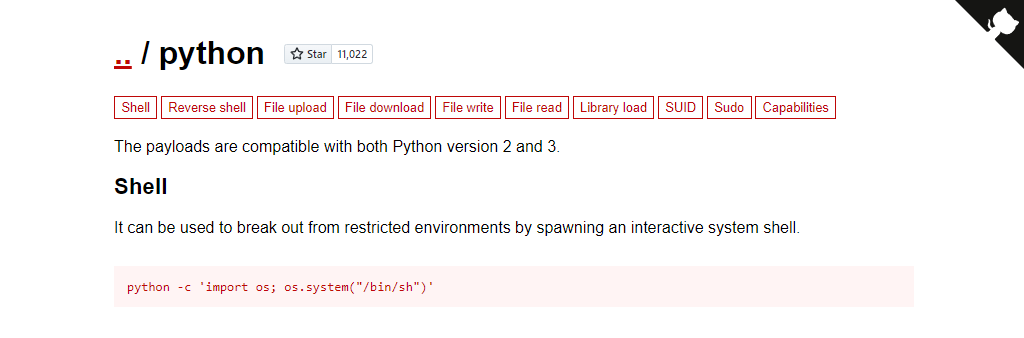 .. / python Star 11,022
Shell Reverse shell File upload File download File write File read Library load SUID Sudo Capabilities
The payloads are compatible with both Python version 2 and 3.
Shell
It can be used to break out from restricted environments by spawning an interactive system shell.
python -c 'import os; os.system("/bin/sh")'